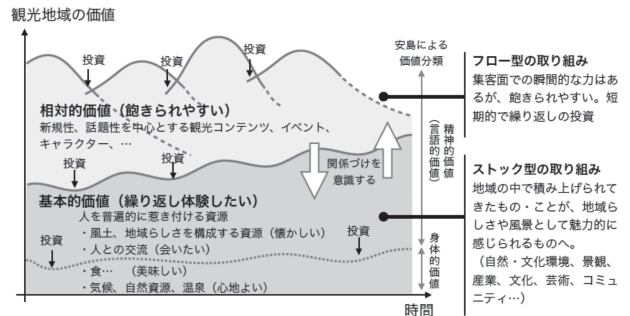 観光地域の価値
投資
投資
投資
相対的価値（飽きられやすい）
新規性、話題性を中心とする観光コンテンツ、イベント、
キャラクター、…
投資
投資
関係づけを
意識する
基本的価値（繰り返し体験したい）
人を普遍的に惹き付ける資源
・風土、地域らしさを構成する資源（懐かしい）
・人との交流（会いたい）
・食… （美味しい）
・気候、自然資源、温泉（心地よい）
投資
投資
時間
安島による
価値分類
精神的価値
（言語的価値）
身体的価値
フロー型の取り組み
集客面での瞬間的な力はあ
るが、飽きられやすい。短
期的で繰り返しの投資
ストック型の取り組み
地域の中で積み上げられて
きたもの・ことが、地域ら
しさや風景として魅力的に
感じられるものへ。
（自然・文化環境、景観、
産業、文化、芸術、コミュ
ニティ…）